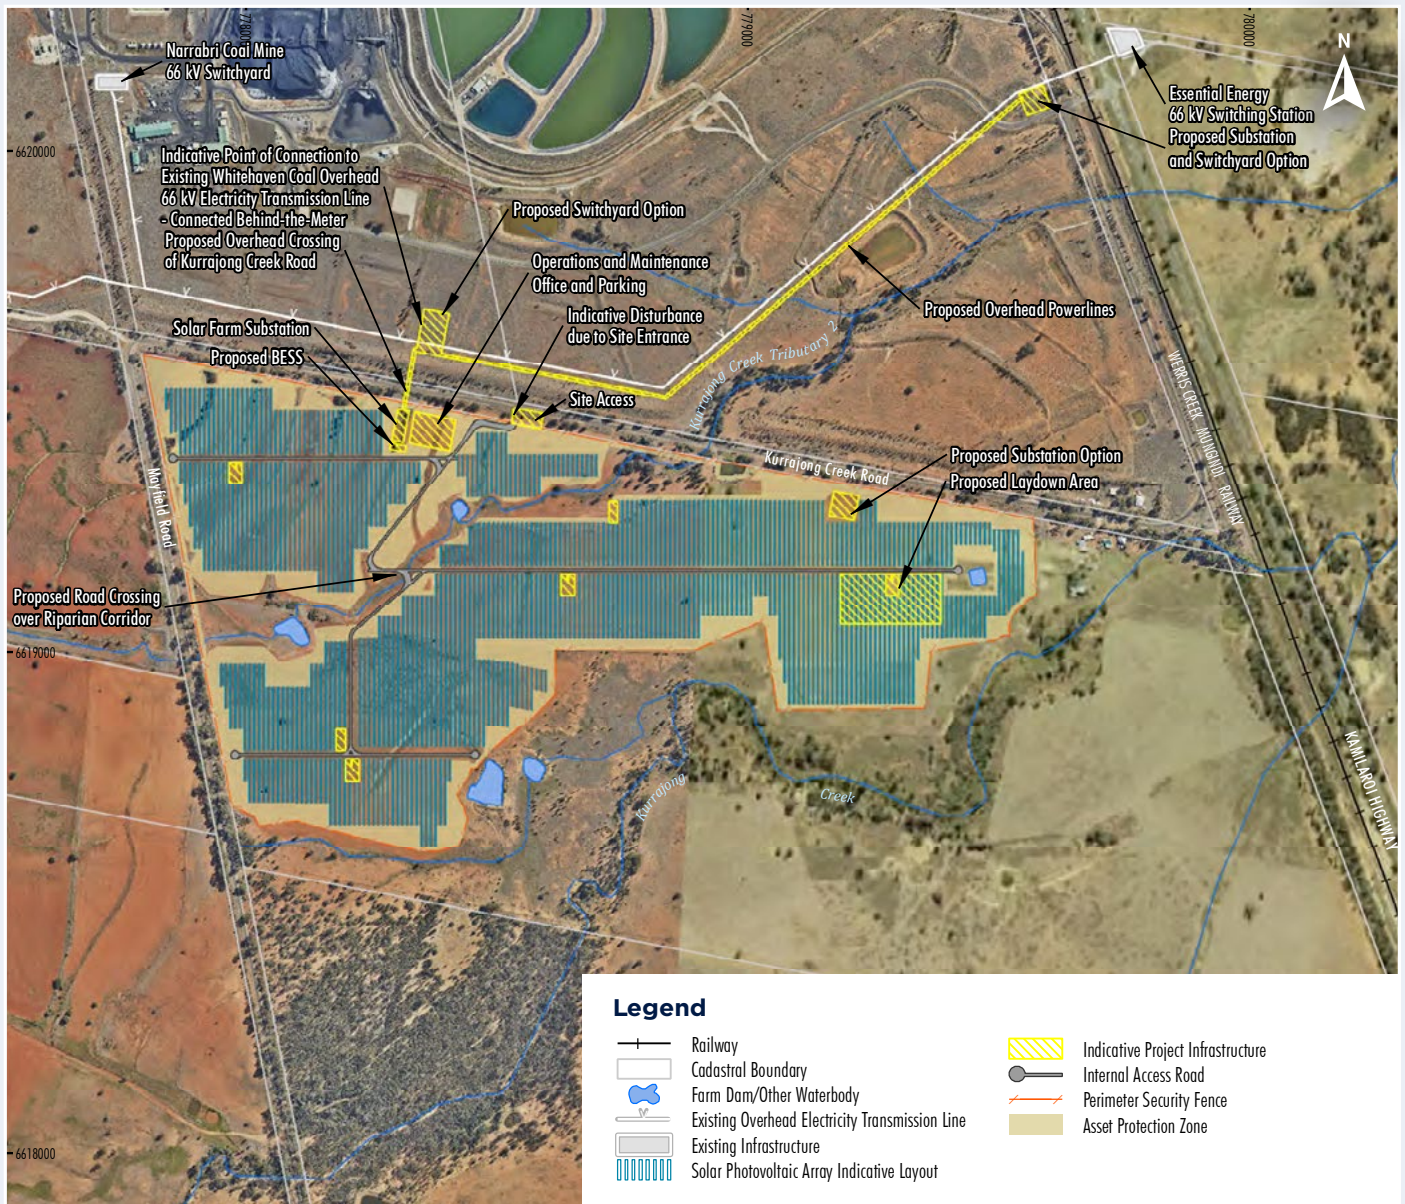 778000
779000
780000
N
Narrabri Coal Mine
66 kV Switchyard
Essential Energy
66 kV Switching Station
Proposed Substation
and Switchyard Option
6620000
Indicative Point of Connection to
Existing Whitehaven Coal Overhead
66 kV Electricity Transmission Line
- Connected Behind-the-Meter
Proposed Overhead Crossing
of Kurrajong Creek Road
Proposed Switchyard Option
Operations and Maintenance
Office and Parking
Indicative Disturbance
due to Site Entrance
Proposed Overhead Powerlines
Solar Farm Substation
Proposed BESS
Kurrajong Creek Tributary 2
Site Access
WERRIS CREEK MUNGINDI RAILWAY
Kurrajong Creek Road
Proposed Substation Option
Proposed Laydown Area
Mayfield Road
Proposed Road Crossing
over Riparian Corridor
6619000
KAMILAROI HIGHWAY
Kurrajong
Creek
6618000
Legend
Railway
Cadastral Boundary
Farm Dam/Other Waterbody
Existing Overhead Electricity Transmission Line
Existing Infrastructure
Solar Photovoltaic Array Indicative Layout
Indicative Project Infrastructure
Internal Access Road
Perimeter Security Fence
Asset Protection Zone